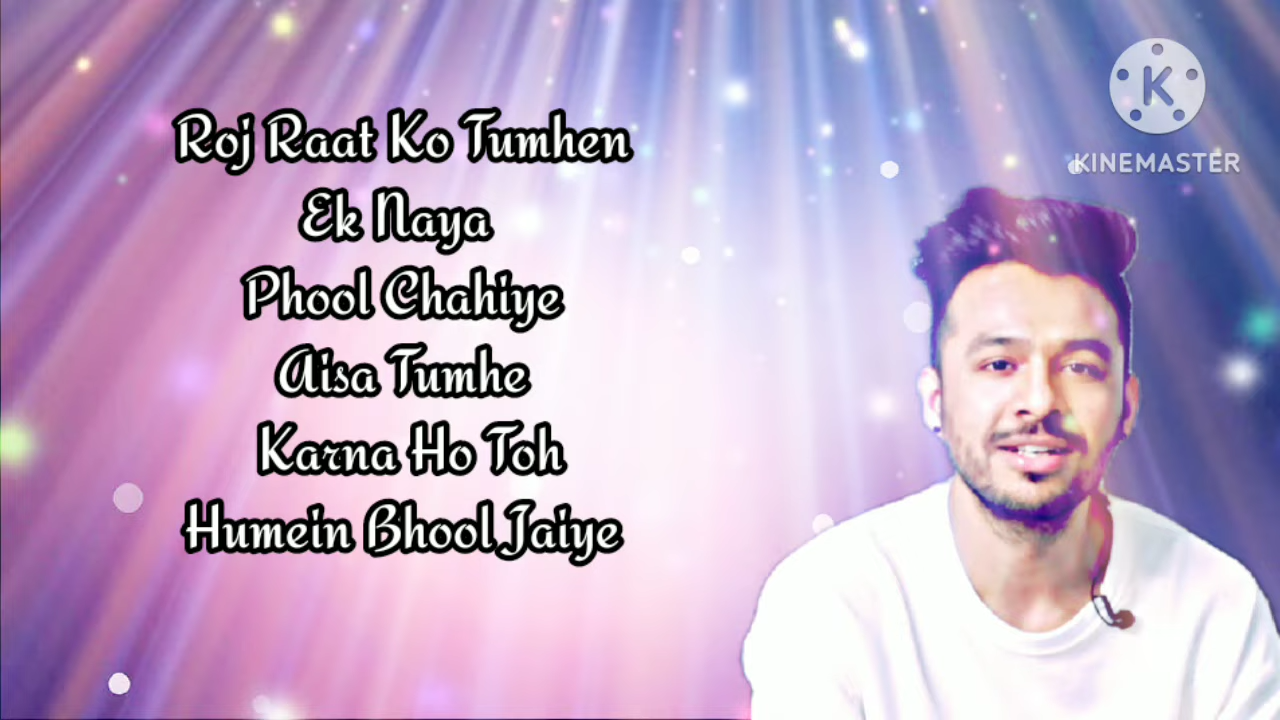 Roj Raat Ko Tumhen
Ek Naya
Phool Chahiye
Aisa Tumhe
Karna Ho Toh
Humein Bhool Jaiye
K
KINEMASTER